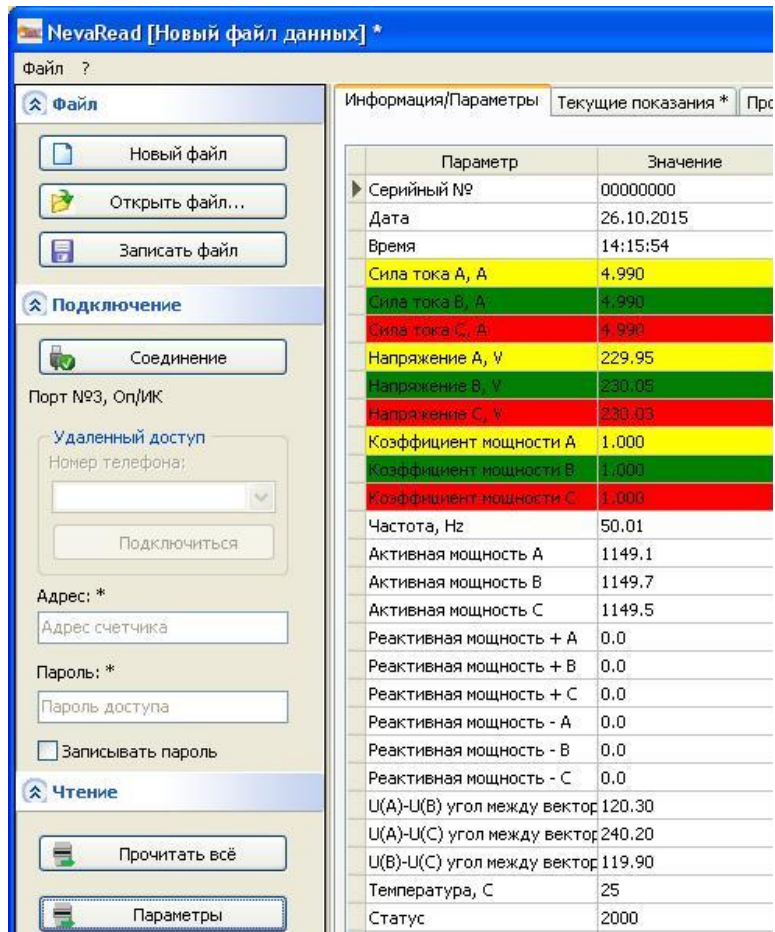 NevaRead [Новый файл данных] *
Файл ?
Файл
Новый файл
Открыть файл...
Записать файл
Подключение
Соединение
Порт №3, Оп/ИК
Удаленный доступ
Номер телефона:
Подключиться
Адрес: *
Адрес счетчика
Пароль: *
Пароль доступа
Записывать пароль
Чтение
Прочитать всё
Параметры
Информация/Параметры Текущие показания * Про
Параметр Значение
Серийный № 00000000
Дата 26.10.2015
Время 14:15:54
Сила тока A, A 4.990
Сила тока B, A 4.990
Сила тока C, A 4.990
Напряжение A, V 229.95
Напряжение B, V 230.05
Напряжение C, V 230.03
Коэффициент мощности A 1.000
Коэффициент мощности B 1.000
Коэффициент мощности C 1.000
Частота, Hz 50.01
Активная мощность A 1149.1
Активная мощность B 1149.7
Активная мощность C 1149.5
Реактивная мощность + A 0.0
Реактивная мощность + B 0.0
Реактивная мощность + C 0.0
Реактивная мощность - A 0.0
Реактивная мощность - B 0.0
Реактивная мощность - C 0.0
U(A)-U(B) угол между вектор 120.30
U(A)-U(C) угол между вектор 240.20
U(B)-U(C) угол между вектор 119.90
Температура, C 25
Статус 2000